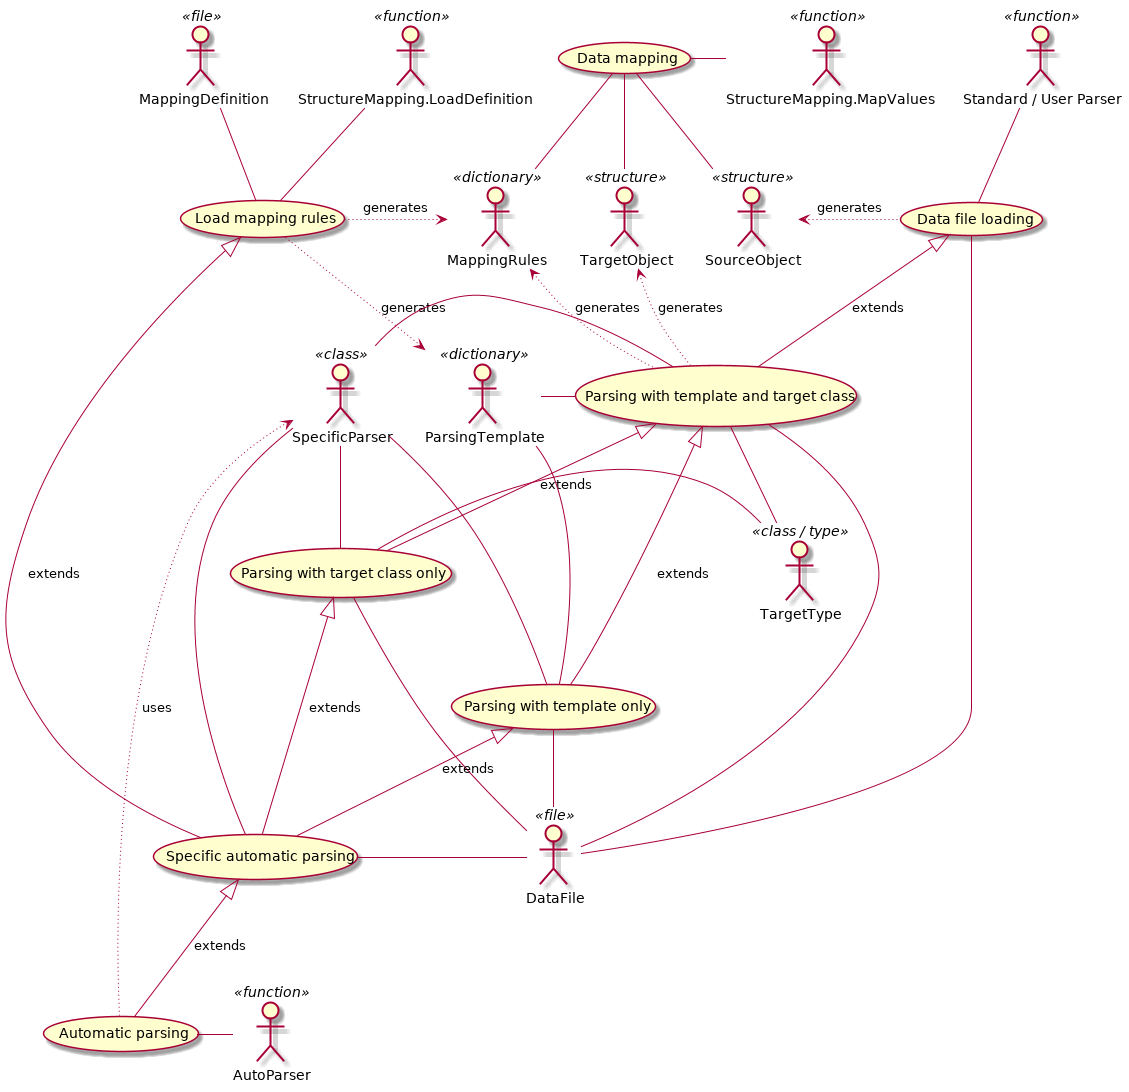 «file»
«function»
«function»
«function»
Data mapping
MappingDefinition
StructureMapping.LoadDefinition
StructureMapping.MapValues
Standard / User Parser
«dictionary»
«structure»
«structure»
Load mapping rules
generates
generates
Data file loading
MappingRules
TargetObject
SourceObject
generates
generates
generates
extends
«class»
«dictionary»
Parsing with template and target class
SpecificParser
ParsingTemplate
extends
«class / type»
extends
Parsing with target class only
extends
TargetType
uses
extends
Parsing with template only
extends
«file»
Specific automatic parsing
DataFile
extends
«function»
Automatic parsing
AutoParser